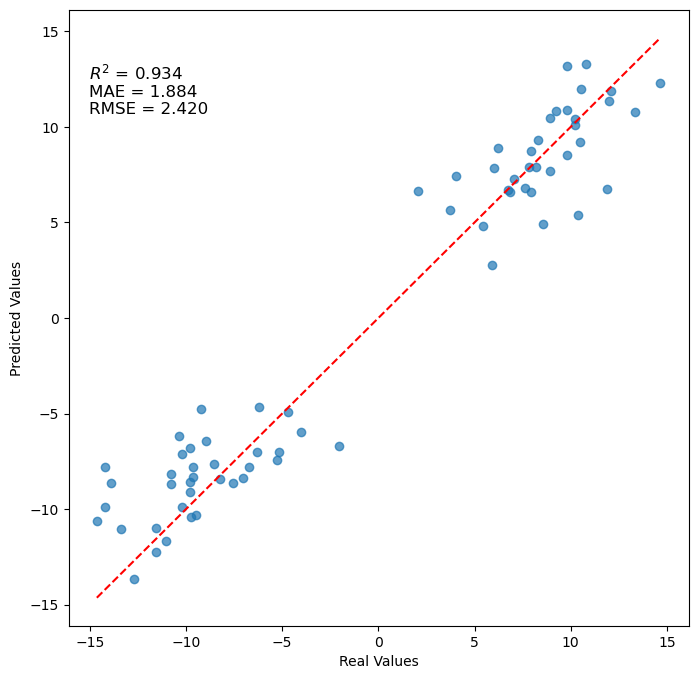 R² = 0.934
MAE = 1.884
RMSE = 2.420
15
10
5
0
−5
−10
−15
Predicted Values
−15 −10 −5 0 5 10 15
Real Values